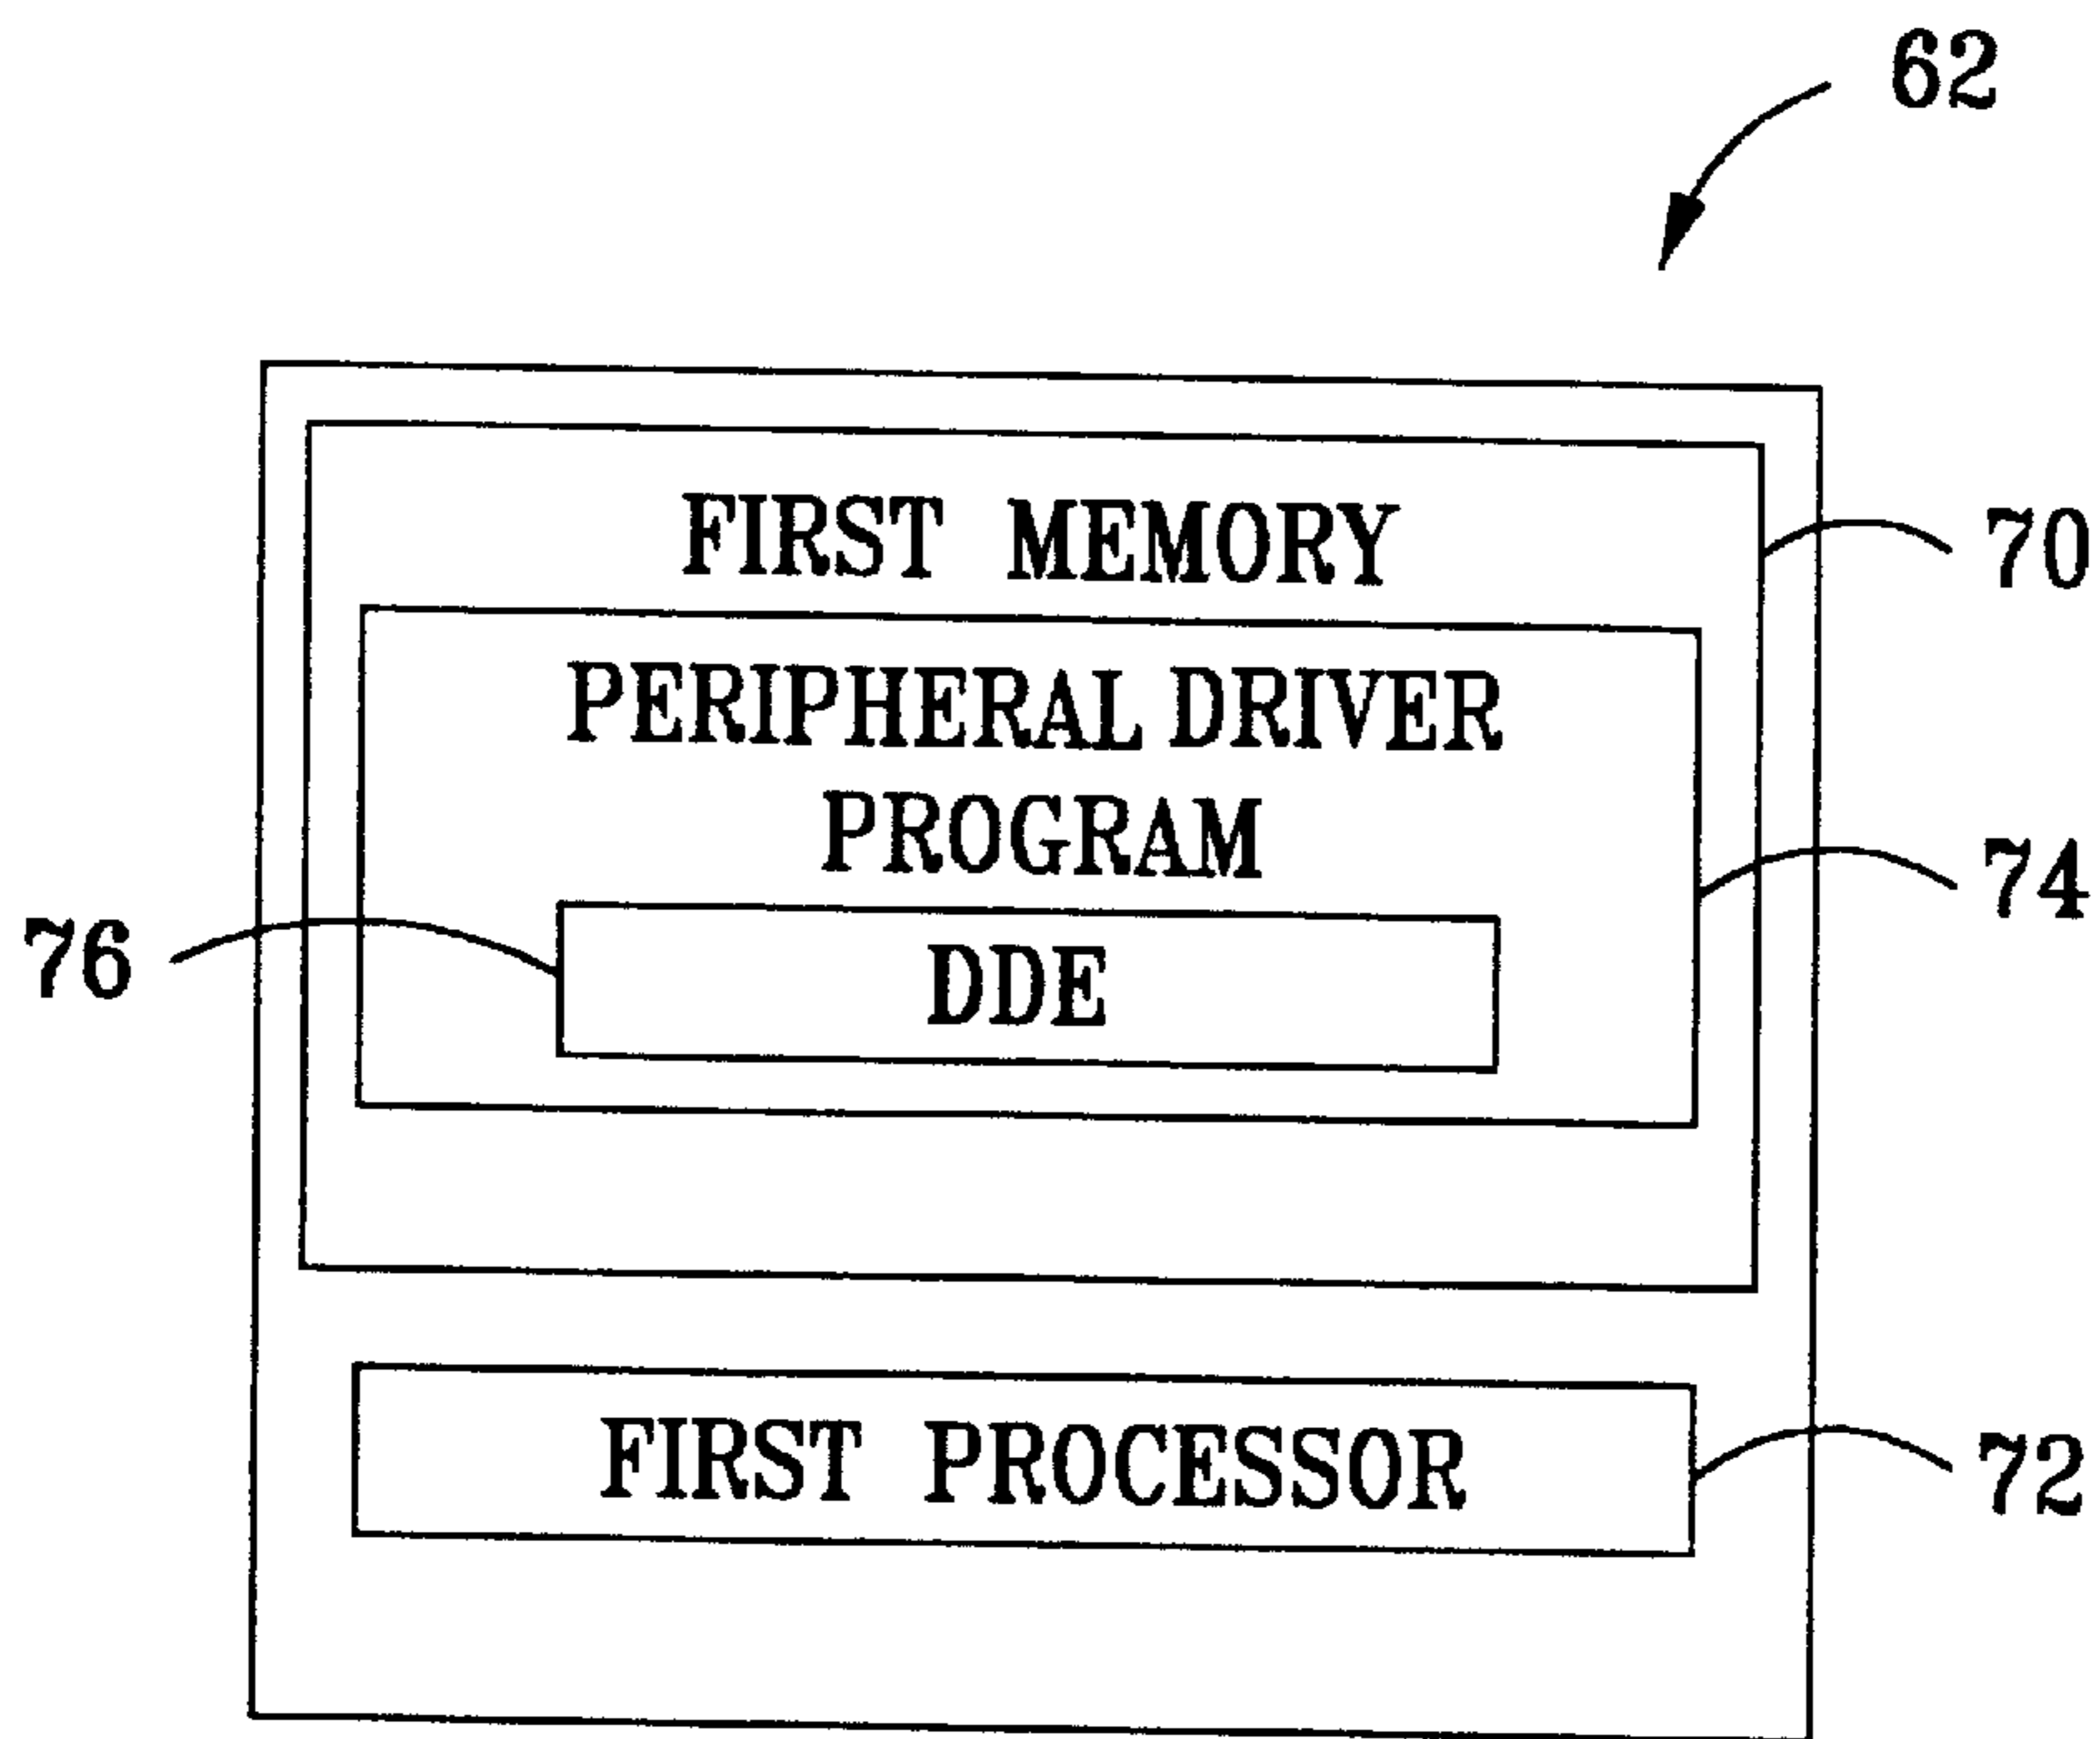 62
FIRST MEMORY
70
PERIPHERAL DRIVER
PROGRAM
74
76
DDE
FIRST PROCESSOR
72